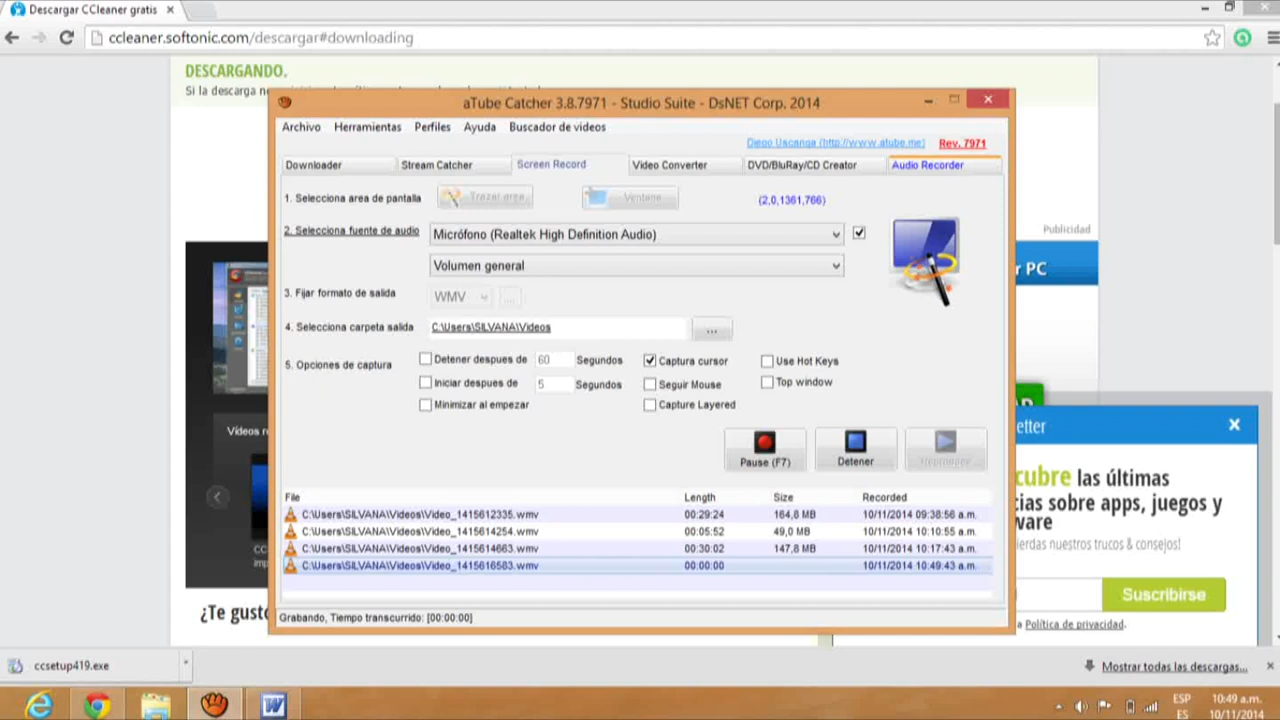 Descargar CCleaner gratis
ccleaner.softonic.com/descargar#downloading
DESCARGANDO.
Si la descarga
aTube Catcher 3.8.7971 - Studio Suite - DsNET Corp. 2014
Archivo Herramientas Perfiles Ayuda Buscador de videos
Diego Uscanga (http://www.atube.me) Rev. 7971
Downloader Stream Catcher Screen Record Video Converter DVD/BluRay/CD Creator Audio Recorder
1. Selecciona area de pantalla Trazar area Ventana (2,0,1361,766)
Publicidad
2. Selecciona fuente de audio Micrófono (Realtek High Definition Audio)
Volumen general
r PC
3. Fijar formato de salida WMV ...
4. Selecciona carpeta salida C:\Users\SILVANA\Videos ...
5. Opciones de captura
Detener despues de 60 Segundos Captura cursor Use Hot Keys
Iniciar despues de 5 Segundos Seguir Mouse Top window
Minimizar al empezar Capture Layered
Pause (F7) Detener Reproducir
Vídeos re
etter
cubre las últimas
cias sobre apps, juegos y
ware
ierdas nuestros trucos & consejos!
Suscribirse
a Política de privacidad.
File Length Size Recorded
C:\Users\SILVANA\Videos\Video_1415612335.wmv 00:29:24 164,8 MB 10/11/2014 09:38:56 a.m.
C:\Users\SILVANA\Videos\Video_1415614254.wmv 00:05:52 49,0 MB 10/11/2014 10:10:55 a.m.
C:\Users\SILVANA\Videos\Video_1415614663.wmv 00:30:02 147,8 MB 10/11/2014 10:17:43 a.m.
C:\Users\SILVANA\Videos\Video_1415616583.wmv 00:00:00 10/11/2014 10:49:43 a.m.
CC
imp
¿Te gusto
Grabando, Tiempo transcurrido: [00:00:00]
ccsetup419.exe
Mostrar todas las descargas...
ESP
ES
10:49 a.m.
10/11/2014